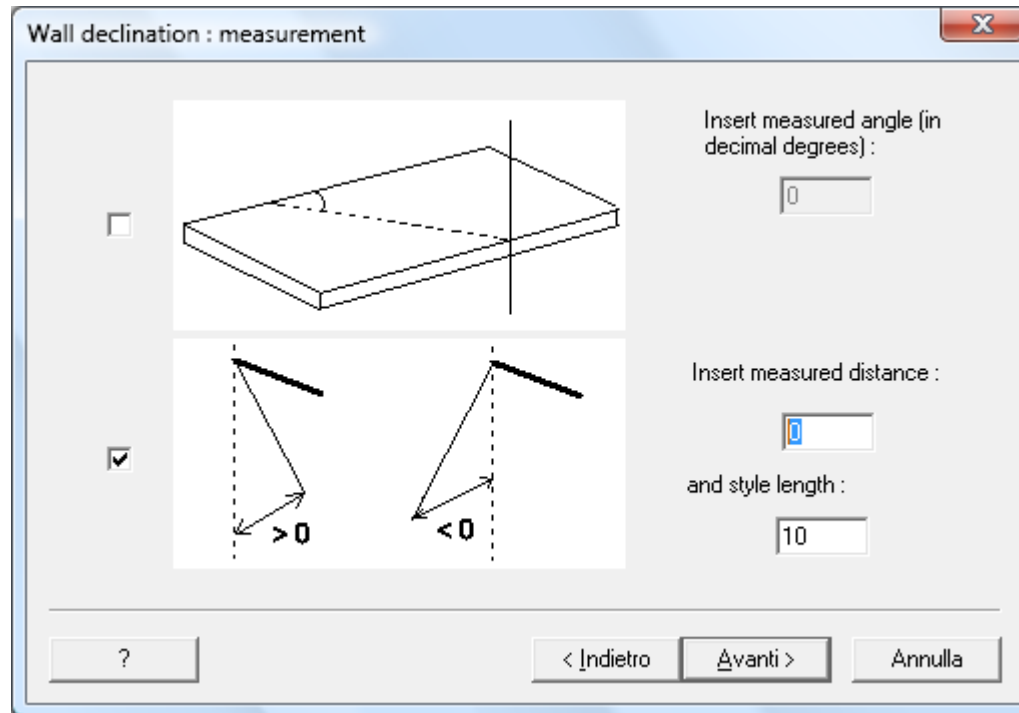 Wall declination : measurement
Insert measured angle (in
decimal degrees) :
0
Insert measured distance :
0
and style length :
10
> 0
< 0
?
< Indietro
Avanti >
Annulla